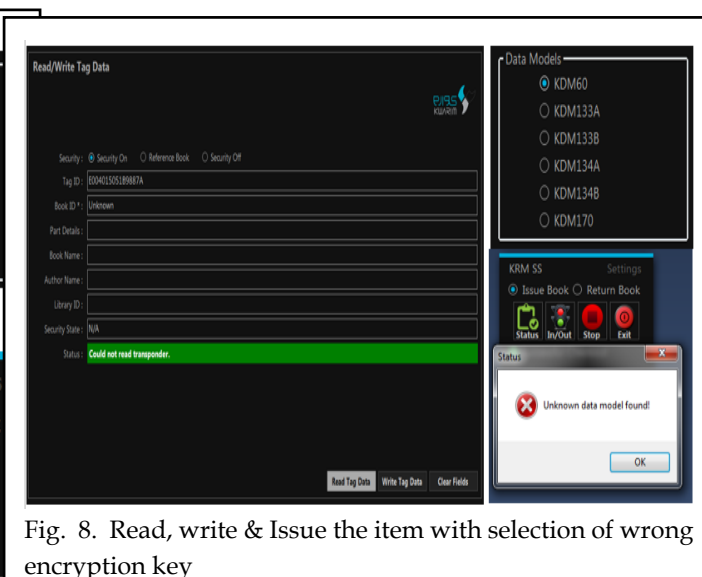 Read/Write Tag Data
KWARIM
Security : Security On Reference Book Security Off
Tag ID : E00401505189887A
Book ID * : Unknown
Part Details :
Book Name :
Author Name :
Library ID :
Security State : N/A
Status : Could not read transponder.
Read Tag Data Write Tag Data Clear Fields
Data Models
KDM60
KDM133A
KDM133B
KDM134A
KDM134B
KDM170
KRM SS Settings
Issue Book Return Book
Status In/Out Stop Exit
Status
Unknown data model found!
OK
Fig. 8. Read, write & Issue the item with selection of wrong
encryption key